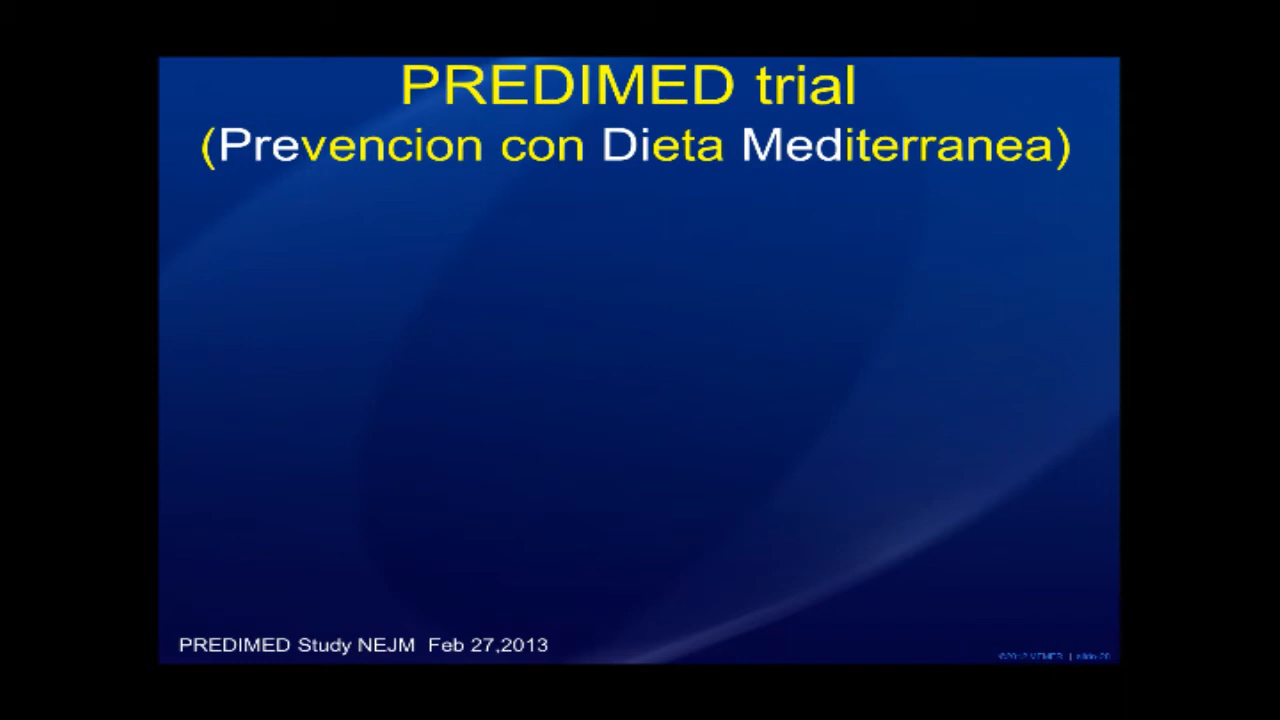 PREDIMED trial
(Prevencion con Dieta Mediterranea)
PREDIMED Study NEJM Feb 27,2013